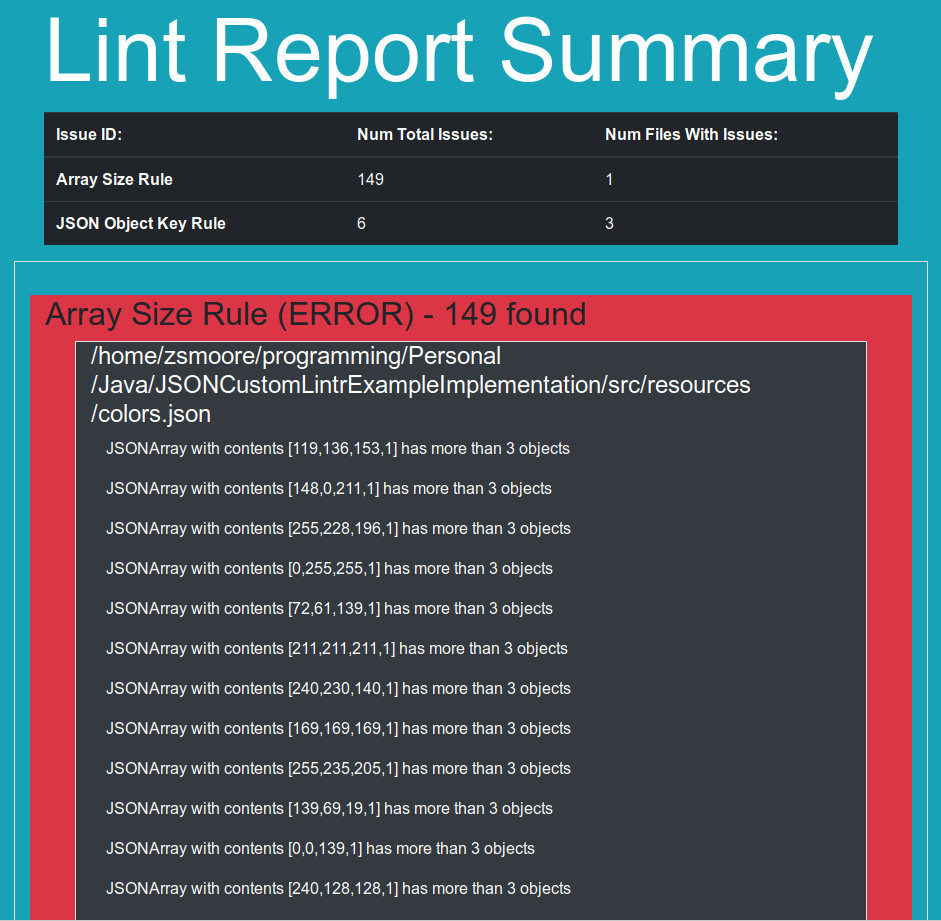 Lint Report Summary
Issue ID: Num Total Issues: Num Files With Issues:
Array Size Rule 149 1
JSON Object Key Rule 6 3
Array Size Rule (ERROR) - 149 found
/home/zsmoore/programming/Personal
/Java/JSONCustomLintrExampleImplementation/src/resources
/colors.json
JSONArray with contents [119,136,153,1] has more than 3 objects
JSONArray with contents [148,0,211,1] has more than 3 objects
JSONArray with contents [255,228,196,1] has more than 3 objects
JSONArray with contents [0,255,255,1] has more than 3 objects
JSONArray with contents [72,61,139,1] has more than 3 objects
JSONArray with contents [211,211,211,1] has more than 3 objects
JSONArray with contents [240,230,140,1] has more than 3 objects
JSONArray with contents [169,169,169,1] has more than 3 objects
JSONArray with contents [255,235,205,1] has more than 3 objects
JSONArray with contents [139,69,19,1] has more than 3 objects
JSONArray with contents [0,0,139,1] has more than 3 objects
JSONArray with contents [240,128,128,1] has more than 3 objects